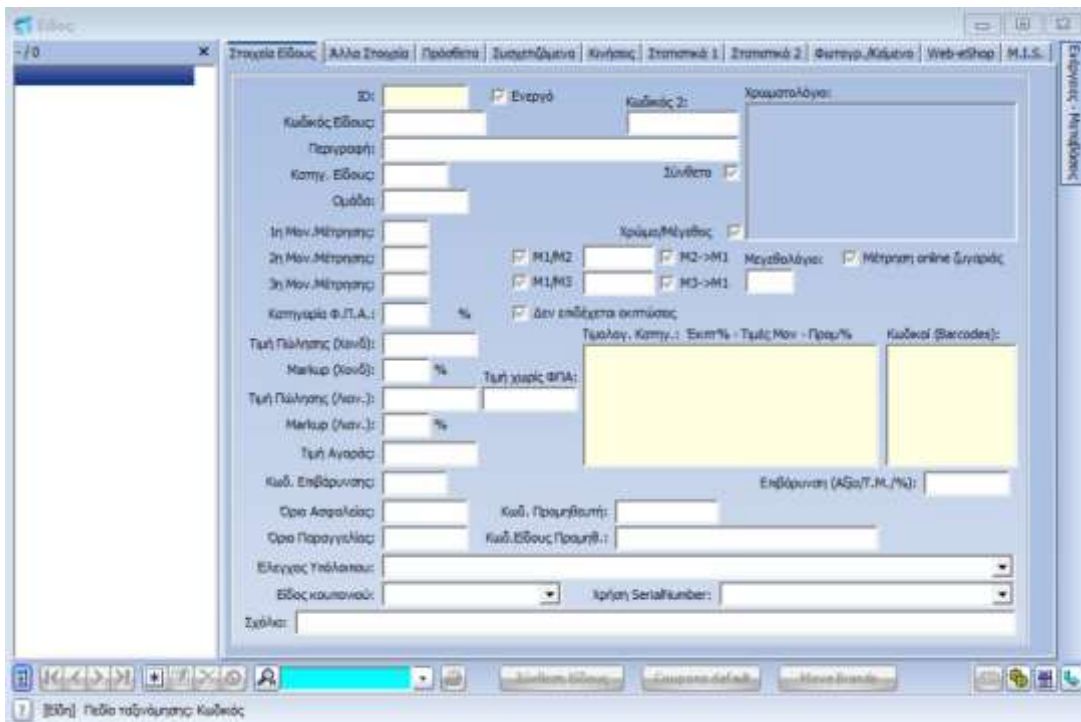 Είδος
- / 0
Στοιχεία Είδους Άλλα Στοιχεία Πρόσθετα Συσχετιζόμενα Κινήσεις Στατιστικά 1 Στατιστικά 2 Φωτογρ./Κείμενο Web-eShop M.I.S.
Ενέργειες - Μεταβάσεις
ID: Ενεργό Κωδικός 2: Χρωματολόγιο:
Κωδικός Είδους:
Περιγραφή:
Κατηγ. Είδους: Σύνθετο
Ομάδα:
1η Μον.Μέτρησης: Χρώμα/Μέγεθος
2η Μον.Μέτρησης: M1/M2 M2->M1 Μεγεθολόγιο: Μέτρηση online ζυγαριάς
3η Μον.Μέτρησης: M1/M3 M3->M1
Κατηγορία Φ.Π.Α.: % Δεν επιδέχεται εκπτώσεις
Τιμολογ. Κατηγ.: Έκπτ% - Τιμές Μον - Προμ% Κωδικοί (Barcodes):
Τιμή Πώλησης (Χονδ):
Markup (Χονδ): % Τιμή χωρίς ΦΠΑ:
Τιμή Πώλησης (Λιαν.):
Markup (Λιαν.): %
Τιμή Αγοράς:
Κωδ. Επιβάρυνσης: Επιβάρυνση (Αξία/Τ.Μ./%):
Όριο Ασφαλείας: Κωδ. Προμηθευτή:
Όριο Παραγγελίας: Κωδ.Είδους Προμηθ.:
Έλεγχος Υπόλοιπου:
Είδος κουπονιού: Χρήση SerialNumber:
Σχόλια:
Σύνθεση Είδους Coupons default Move Brands
[Είδη] Πεδίο ταξινόμησης: Κωδικός